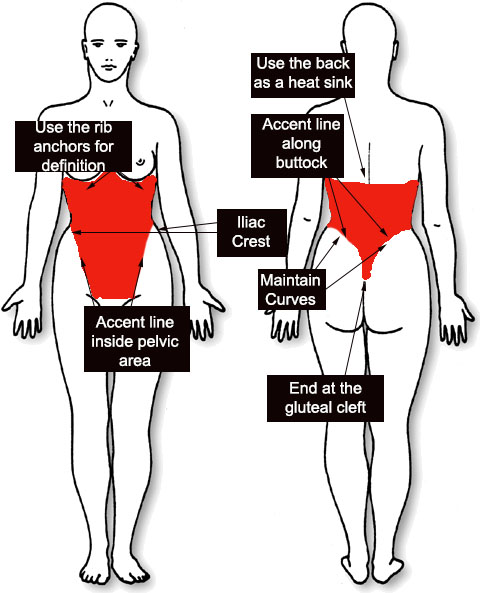 Use the rib
anchors for
definition
Iliac
Crest
Accent line
inside pelvic
area
Use the back
as a heat sink
Accent line
along
buttock
Maintain
Curves
End at the
gluteal cleft